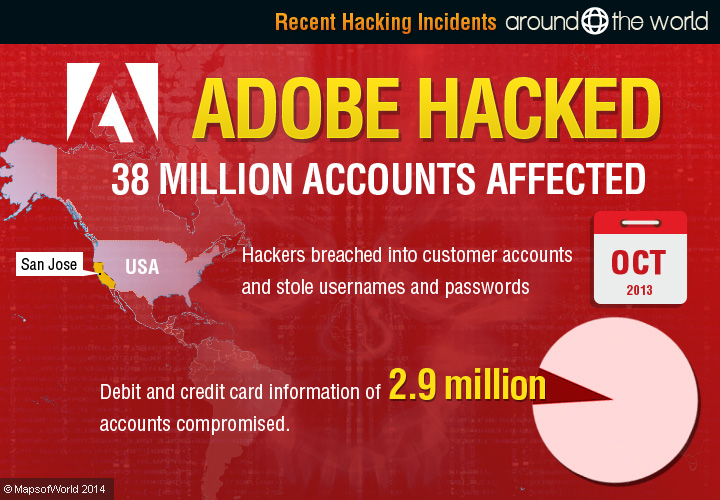 Recent Hacking Incidents around the world
ADOBE HACKED
38 MILLION ACCOUNTS AFFECTED
San Jose
USA
Hackers breached into customer accounts
and stole usernames and passwords
OCT
2013
Debit and credit card information of 2.9 million
accounts compromised.
© MapsofWorld 2014